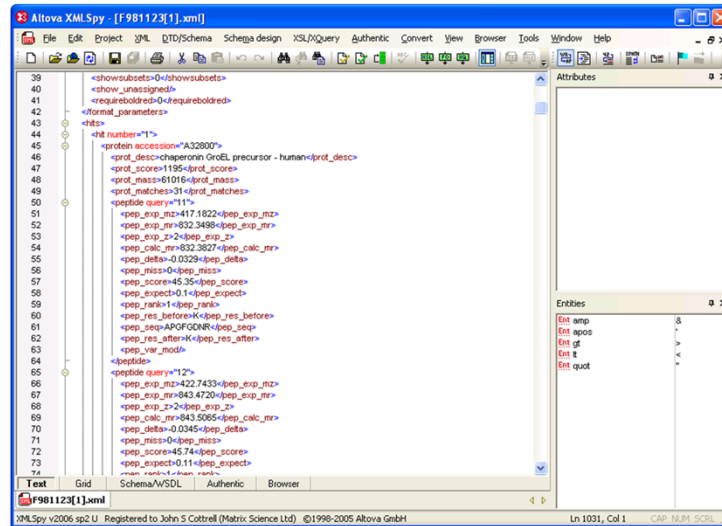 Altova XMLSpy - [F981123[1].xml]
File Edit Project XML DTD/Schema Schema design XSL/XQuery Authentic Convert View Browser Tools Window Help
39 <showsubsets>0</showsubsets>
40 <show_unassigned/>
41 <requireboldred>0</requireboldred>
42 </format_parameters>
43 <hits>
44 <hit number="1">
45 <protein accession="A32800">
46 <prot_desc>chaperonin GroEL precursor - human</prot_desc>
47 <prot_score>1195</prot_score>
48 <prot_mass>61016</prot_mass>
49 <prot_matches>31</prot_matches>
50 <peptide query="11">
51 <pep_exp_mz>417.1822</pep_exp_mz>
52 <pep_exp_mr>832.3498</pep_exp_mr>
53 <pep_exp_z>2</pep_exp_z>
54 <pep_calc_mr>832.3827</pep_calc_mr>
55 <pep_delta>-0.0329</pep_delta>
56 <pep_miss>0</pep_miss>
57 <pep_score>45.35</pep_score>
58 <pep_expect>0.1</pep_expect>
59 <pep_rank>1</pep_rank>
60 <pep_res_before>K</pep_res_before>
61 <pep_seq>APGFGDNR</pep_seq>
62 <pep_res_after>K</pep_res_after>
63 <pep_var_mod/>
64 </peptide>
65 <peptide query="12">
66 <pep_exp_mz>422.7433</pep_exp_mz>
67 <pep_exp_mr>843.4720</pep_exp_mr>
68 <pep_exp_z>2</pep_exp_z>
69 <pep_calc_mr>843.5065</pep_calc_mr>
70 <pep_delta>-0.0345</pep_delta>
71 <pep_miss>0</pep_miss>
72 <pep_score>45.74</pep_score>
73 <pep_expect>0.11</pep_expect>
74 <pep_rank>1</pep_rank>
Attributes
Entities
Ent amp &
Ent apos '
Ent gt >
Ent lt <
Ent quot "
Text Grid Schema/WSDL Authentic Browser
F981123[1].xml
XMLSpy v2006 sp2 U Registered to John S Cottrell (Matrix Science Ltd) ©1998-2005 Altova GmbH Ln 1031, Col 1 CAP NUM SCRL